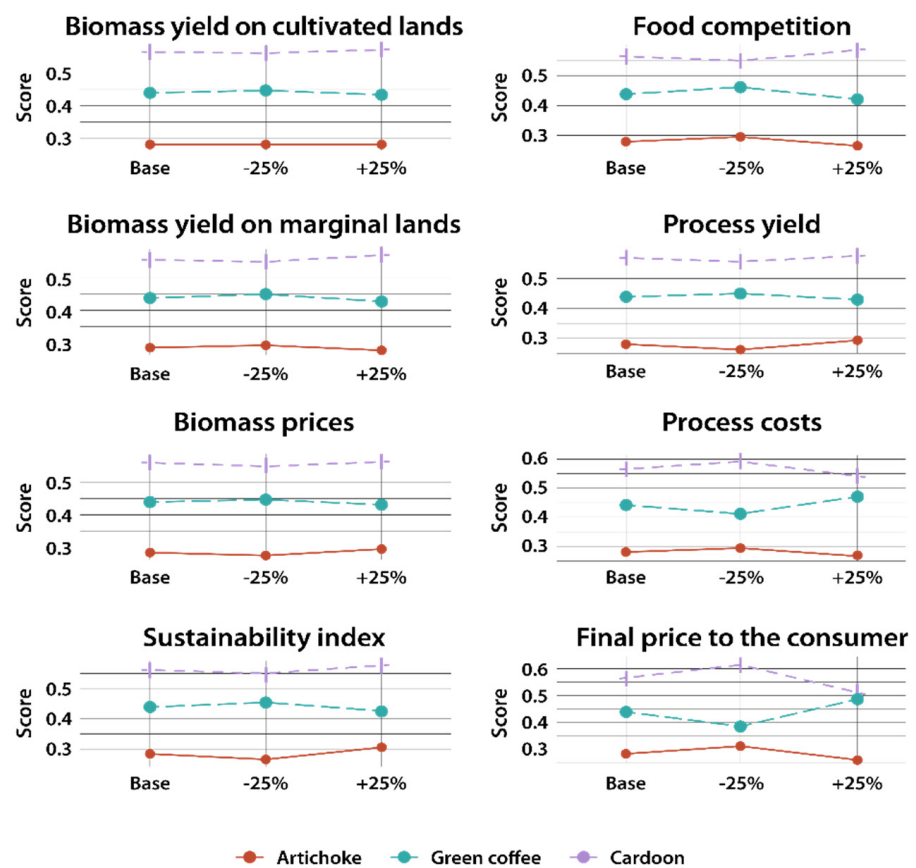 Biomass yield on cultivated lands
Score
0.5
0.4
0.3
Base -25% +25%
Food competition
Score
0.5
0.4
0.3
Base -25% +25%
Biomass yield on marginal lands
Score
0.5
0.4
0.3
Base -25% +25%
Process yield
Score
0.5
0.4
0.3
Base -25% +25%
Biomass prices
Score
0.5
0.4
0.3
Base -25% +25%
Process costs
Score
0.6
0.5
0.4
0.3
Base -25% +25%
Sustainability index
Score
0.5
0.4
0.3
Base -25% +25%
Final price to the consumer
Score
0.6
0.5
0.4
0.3
Base -25% +25%
Artichoke Green coffee Cardoon